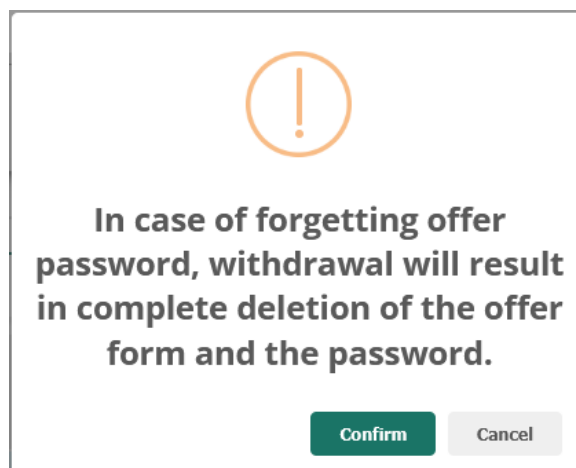 In case of forgetting offer
password, withdrawal will result
in complete deletion of the offer
form and the password.
Confirm Cancel